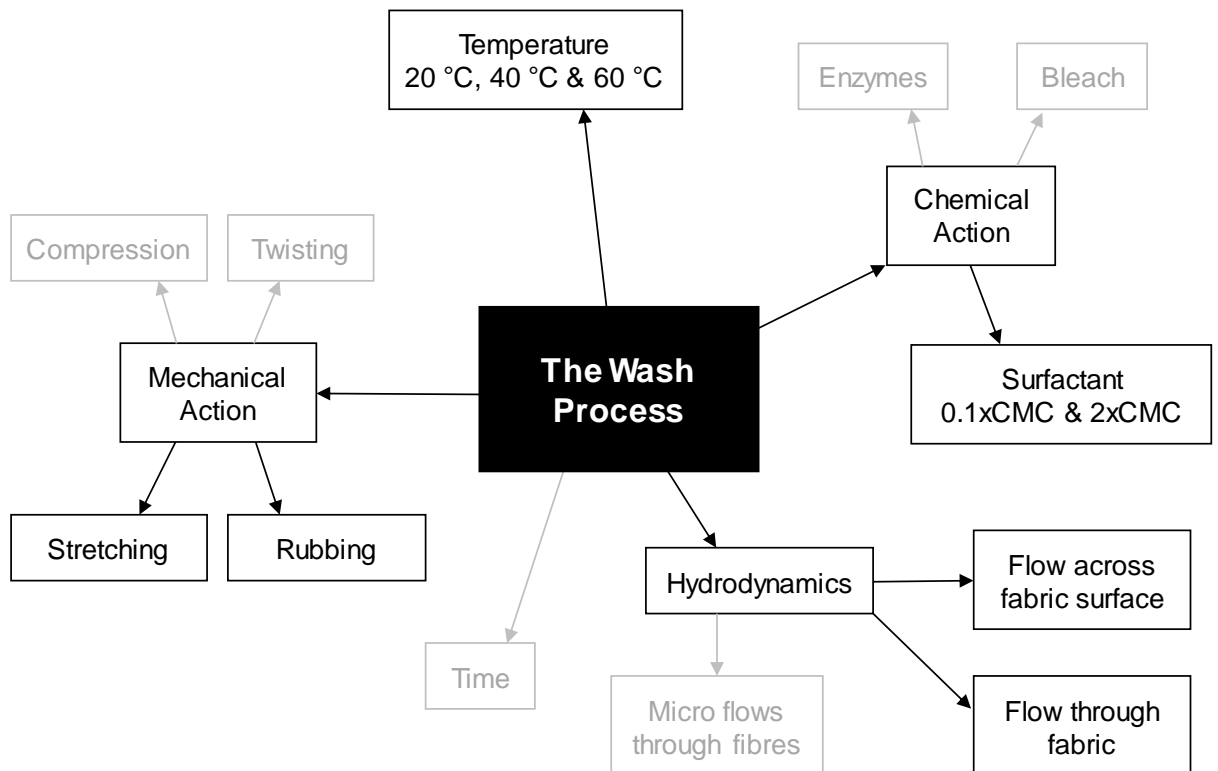 Temperature
20 °C, 40 °C & 60 °C
Enzymes
Bleach
Chemical
Action
Compression
Twisting
Mechanical
Action
The Wash
Process
Surfactant
0.1xCMC & 2xCMC
Stretching
Rubbing
Hydrodynamics
Flow across
fabric surface
Time
Micro flows
through fibres
Flow through
fabric